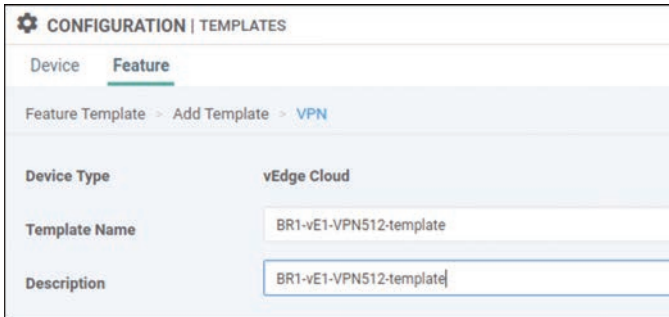 CONFIGURATION | TEMPLATES
Device Feature
Feature Template > Add Template > VPN
Device Type vEdge Cloud
Template Name BR1-vE1-VPN512-template
Description BR1-vE1-VPN512-template